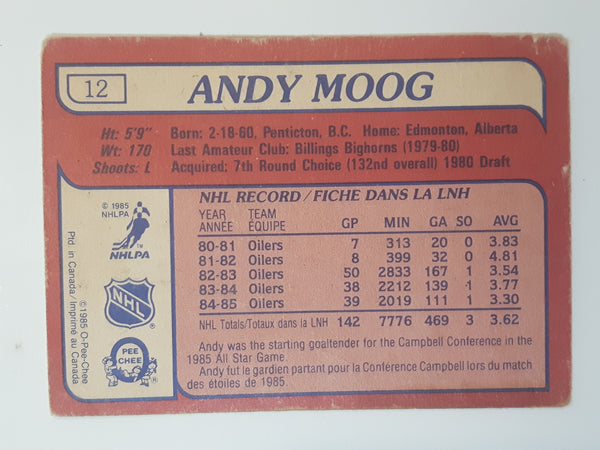 12
ANDY MOOG
Ht: 5'9" Born: 2-18-60, Penticton, B.C. Home: Edmonton, Alberta
Wt: 170 Last Amateur Club: Billings Bighorns (1979-80)
Shoots: L Acquired: 7th Round Choice (132nd overall) 1980 Draft
© 1985
NHLPA
NHLPA
TM
NHL
PEE
CHEE
Ptd. in Canada/Imprimé au Canada
© 1985 O-Pee-Chee
NHL RECORD/FICHE DANS LA LNH
YEAR TEAM
ANNÉE ÉQUIPE GP MIN GA SO AVG
80-81 Oilers 7 313 20 0 3.83
81-82 Oilers 8 399 32 0 4.81
82-83 Oilers 50 2833 167 1 3.54
83-84 Oilers 38 2212 139 1 3.77
84-85 Oilers 39 2019 111 1 3.30
NHL Totals/Totaux dans la LNH 142 7776 469 3 3.62
Andy was the starting goaltender for the Campbell Conference in the
1985 All Star Game.
Andy fut le gardien partant pour la Conférence Campbell lors du match
des étoiles de 1985.